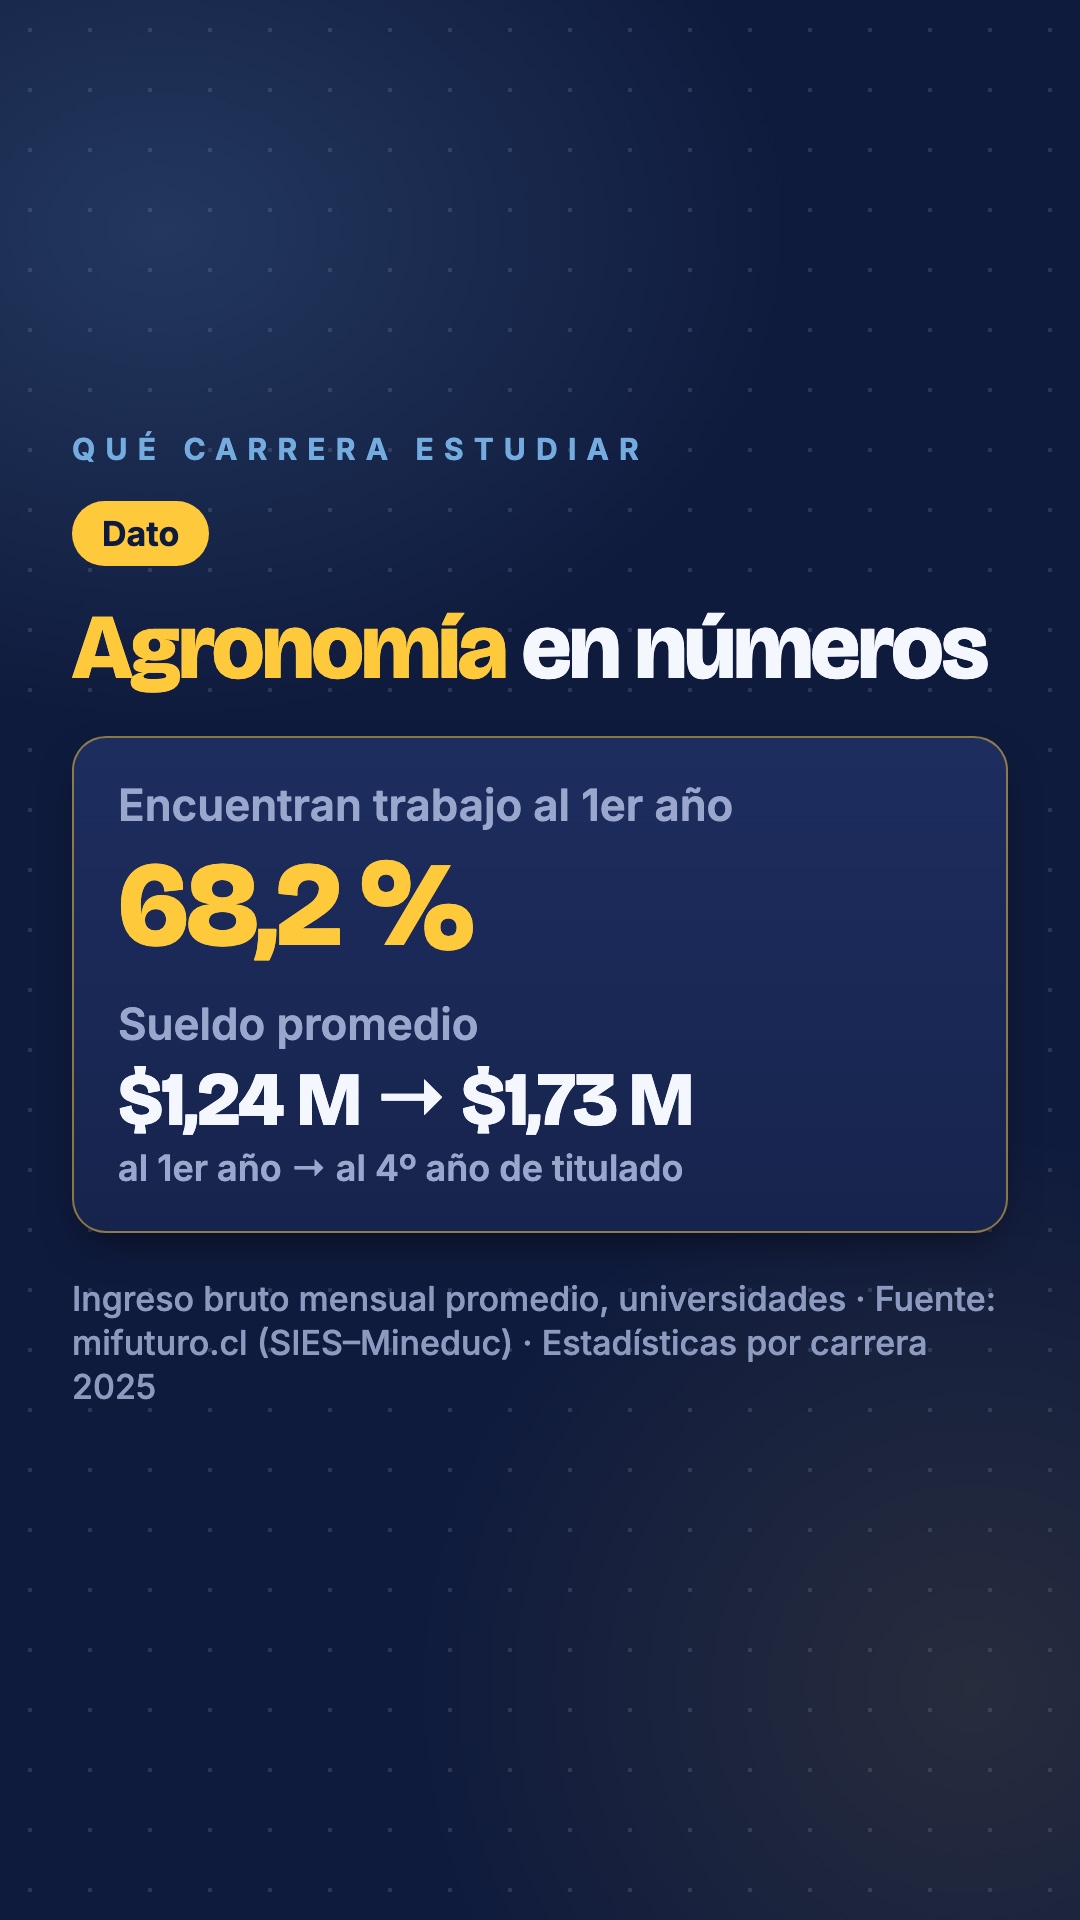 QUÉ CARRERA ESTUDIAR
Dato
Agronomía en números
Encuentran trabajo al 1er año
68,2 %
Sueldo promedio
$1,24 M → $1,73 M
al 1er año → al 4º año de titulado
Ingreso bruto mensual promedio, universidades · Fuente:
mifuturo.cl (SIES–Mineduc) · Estadísticas por carrera
2025